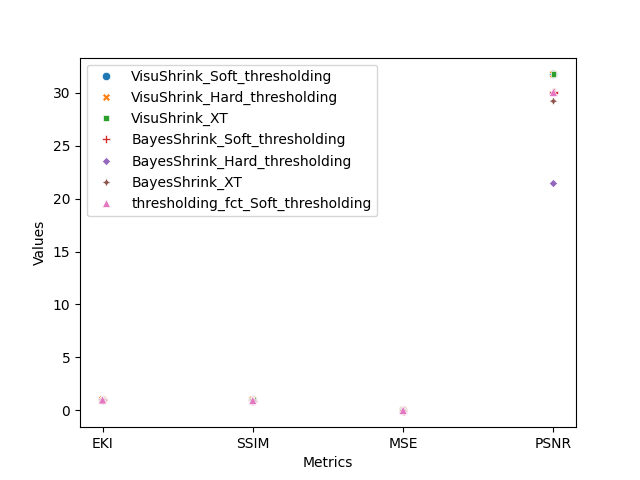 VisuShrink_Soft_thresholding
VisuShrink_Hard_thresholding
VisuShrink_XT
BayesShrink_Soft_thresholding
BayesShrink_Hard_thresholding
BayesShrink_XT
thresholding_fct_Soft_thresholding
30
25
20
15
10
5
0
Values
EKI SSIM MSE PSNR
Metrics